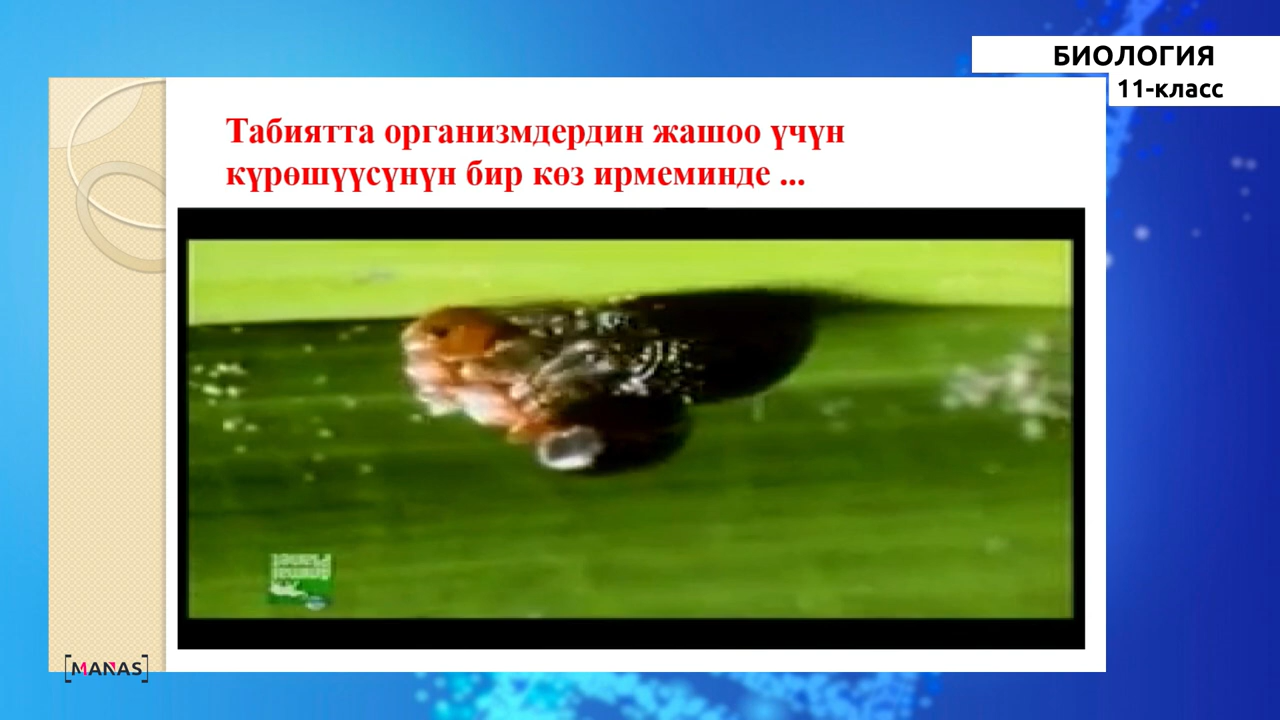 БИОЛОГИЯ
11-класс
Табиятта организмдердин жашоо үчүн
күрөшүүсүнүн бир көз ирмеминде ...
[MANAS]